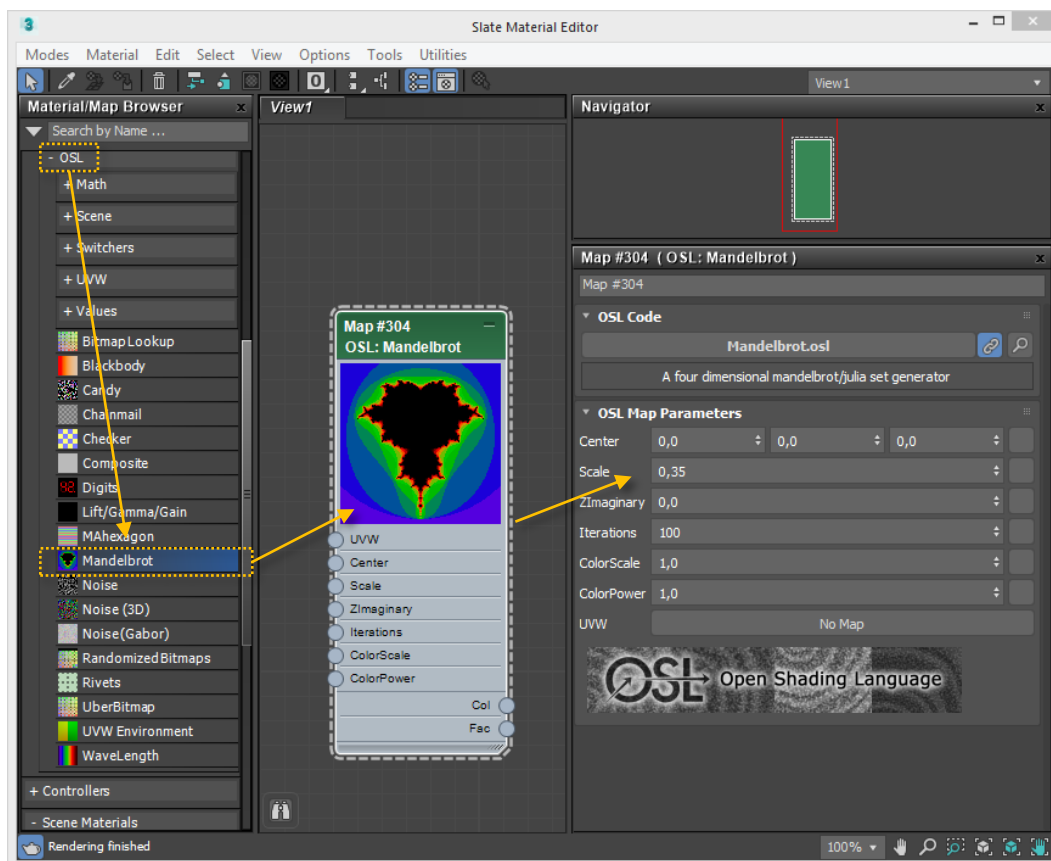 3
Slate Material Editor
Modes Material Edit Select View Options Tools Utilities
0
View1
Material/Map Browser x
Search by Name ...
- OSL
+ Math
+ Scene
+ Switchers
+ UVW
+ Values
Bitmap Lookup
Blackbody
Candy
Chainmail
Checker
Composite
42. Digits
Lift/Gamma/Gain
MAhexagon
Mandelbrot
Noise
Noise (3D)
Noise(Gabor)
Randomized Bitmaps
Rivets
UberBitmap
UVW Environment
WaveLength
+ Controllers
- Scene Materials
View1
Map #304
OSL: Mandelbrot
UVW
Center
Scale
ZImaginary
Iterations
ColorScale
ColorPower
Col
Fac
Navigator x
Map #304 ( OSL: Mandelbrot ) x
Map #304
OSL Code
Mandelbrot.osl
A four dimensional mandelbrot/julia set generator
OSL Map Parameters
Center 0,0 0,0 0,0
Scale 0,35
ZImaginary 0,0
Iterations 100
ColorScale 1,0
ColorPower 1,0
UVW No Map
OSL Open Shading Language
Rendering finished
100%